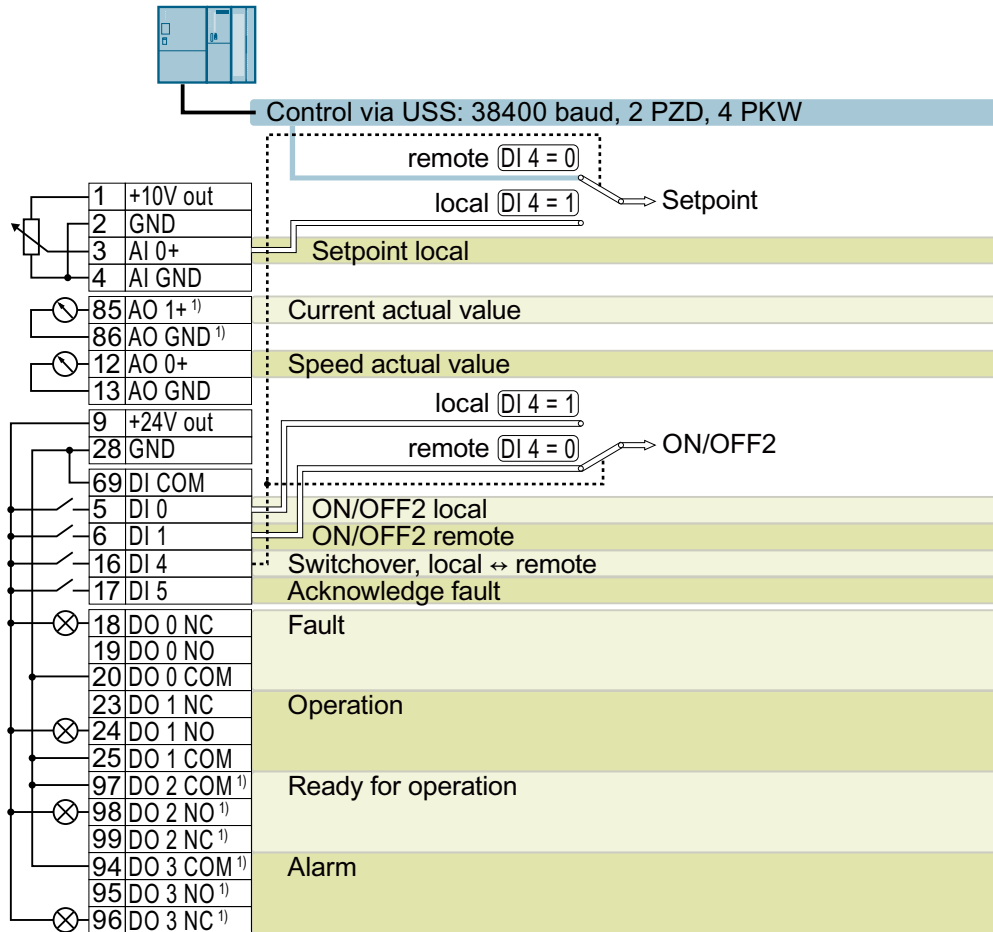 Control via USS: 38400 baud, 2 PZD, 4 PKW
remote DI 4 = 0
Setpoint
local DI 4 = 1
1 +10V out
2 GND
3 AI 0+ Setpoint local
4 AI GND
85 AO 1+ 1) Current actual value
86 AO GND 1)
12 AO 0+ Speed actual value
13 AO GND
local DI 4 = 1
9 +24V out
28 GND
remote DI 4 = 0
ON/OFF2
69 DI COM
5 DI 0 ON/OFF2 local
6 DI 1 ON/OFF2 remote
16 DI 4 Switchover, local ↔ remote
17 DI 5 Acknowledge fault
18 DO 0 NC Fault
19 DO 0 NO
20 DO 0 COM
23 DO 1 NC Operation
24 DO 1 NO
25 DO 1 COM
97 DO 2 COM 1) Ready for operation
98 DO 2 NO 1)
99 DO 2 NC 1)
94 DO 3 COM 1) Alarm
95 DO 3 NO 1)
96 DO 3 NC 1)